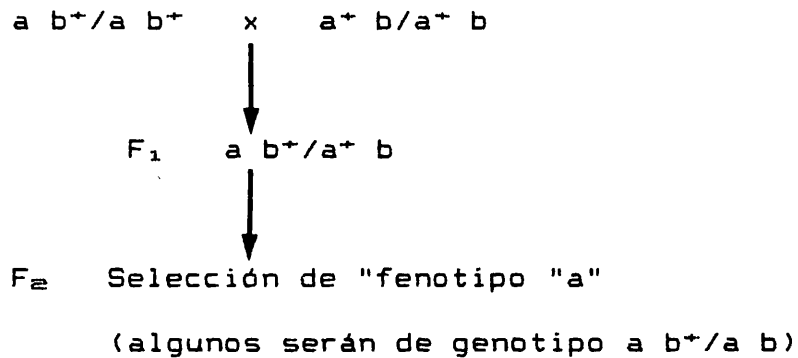 a b⁺/a b⁺ x a⁺ b/a⁺ b
F₁ a b⁺/a⁺ b
F₂ Selección de "fenotipo "a"
(algunos serán de genotipo a b⁺/a b)